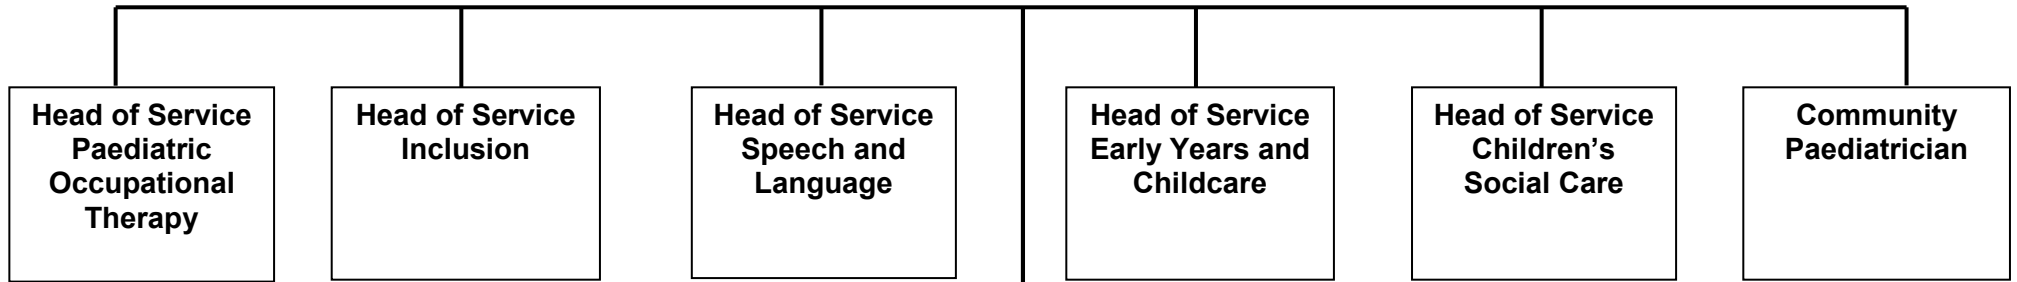 Head of Service
Paediatric
Occupational
Therapy
Head of Service
Inclusion
Head of Service
Speech and
Language
Head of Service
Early Years and
Childcare
Head of Service
Children’s
Social Care
Community
Paediatrician